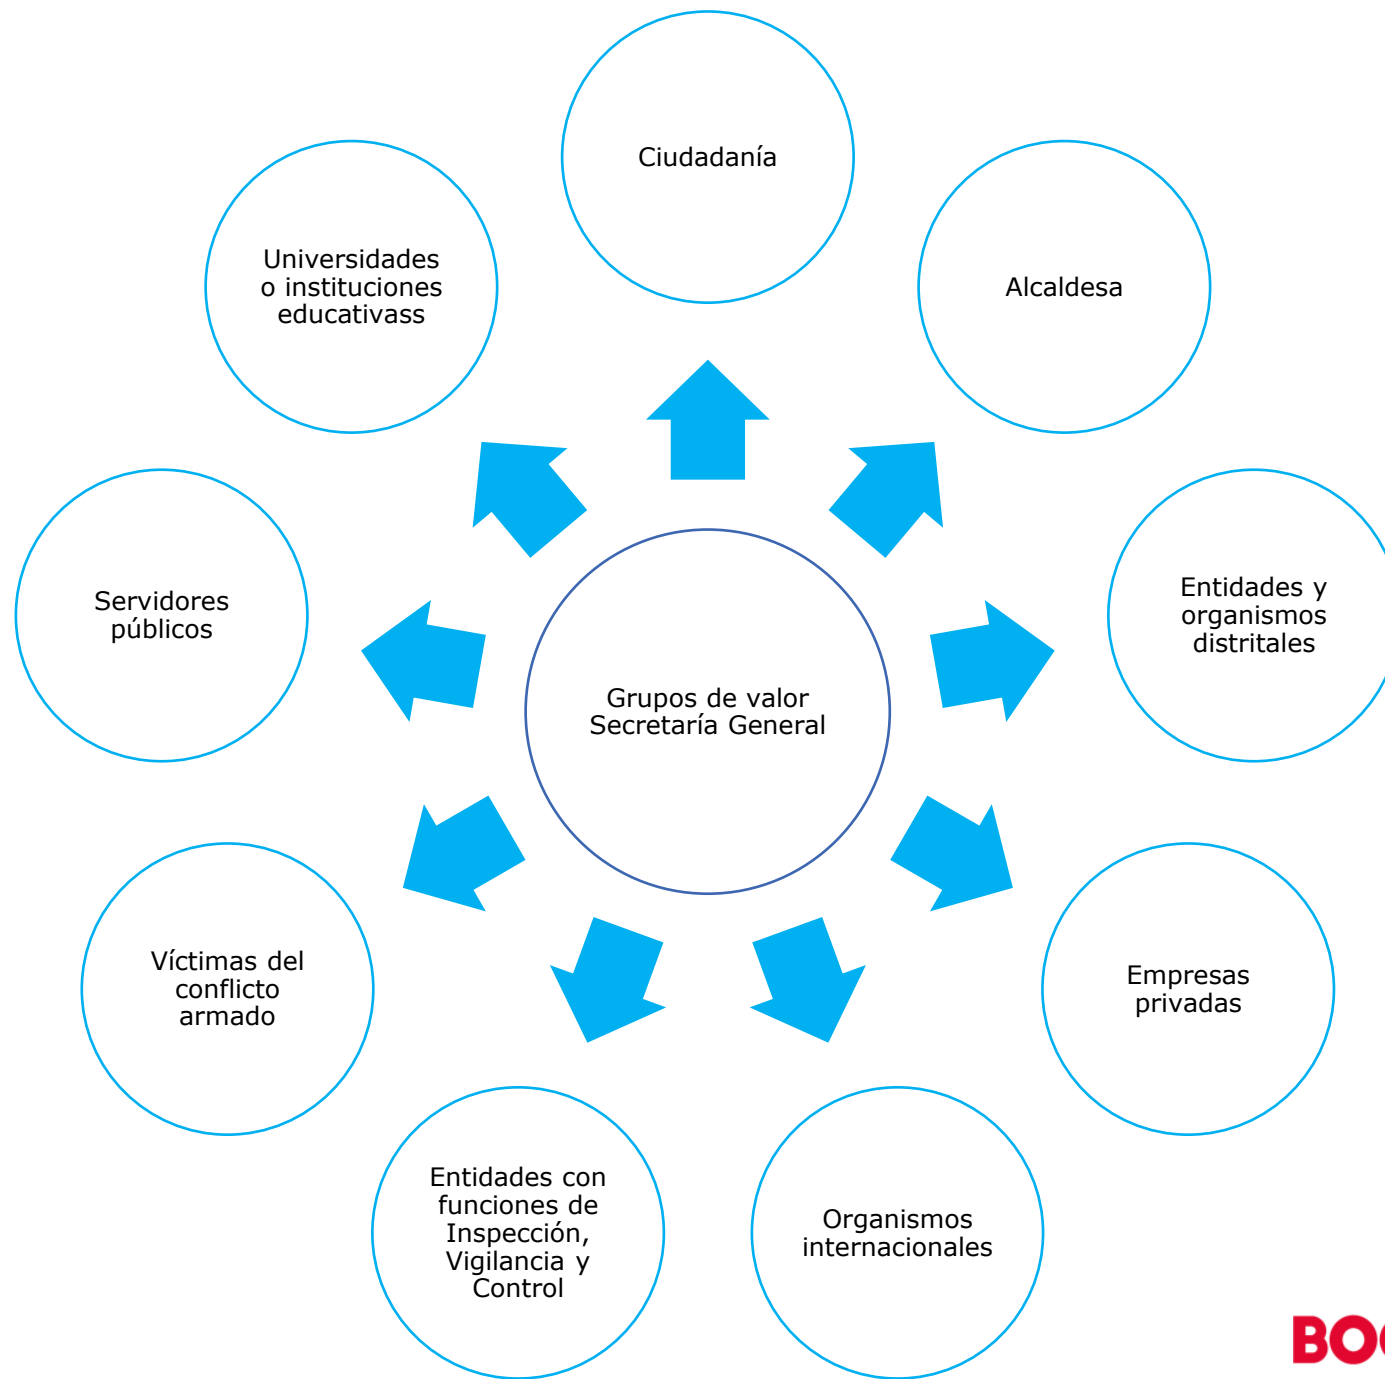 Ciudadanía
Alcaldesa
Universidades
o instituciones
educativass
Servidores
públicos
Entidades y
organismos
distritales
Grupos de valor
Secretaría General
Víctimas del
conflicto
armado
Empresas
privadas
Entidades con
funciones de
Inspección,
Vigilancia y
Control
Organismos
internacionales